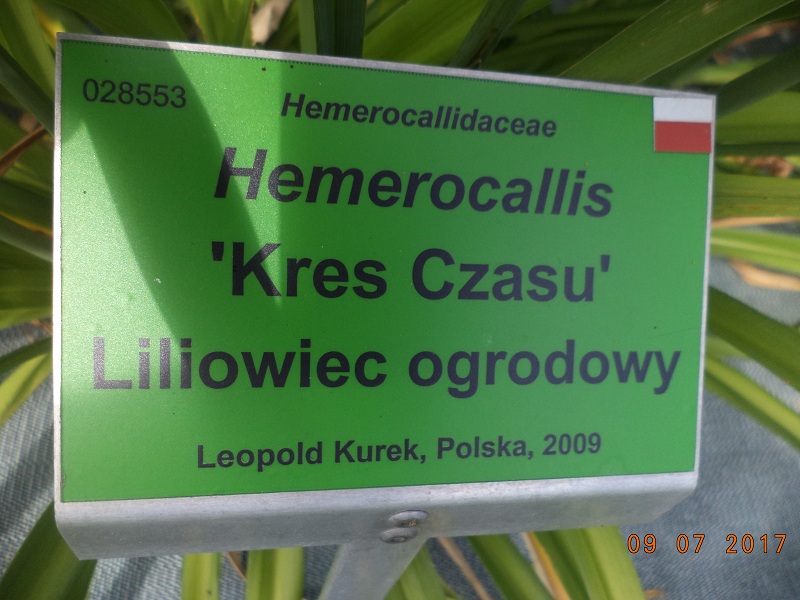 028553
Hemerocallidaceae
Hemerocallis
'Kres Czasu'
Liliowiec ogrodowy
Leopold Kurek, Polska, 2009
09 07 2017